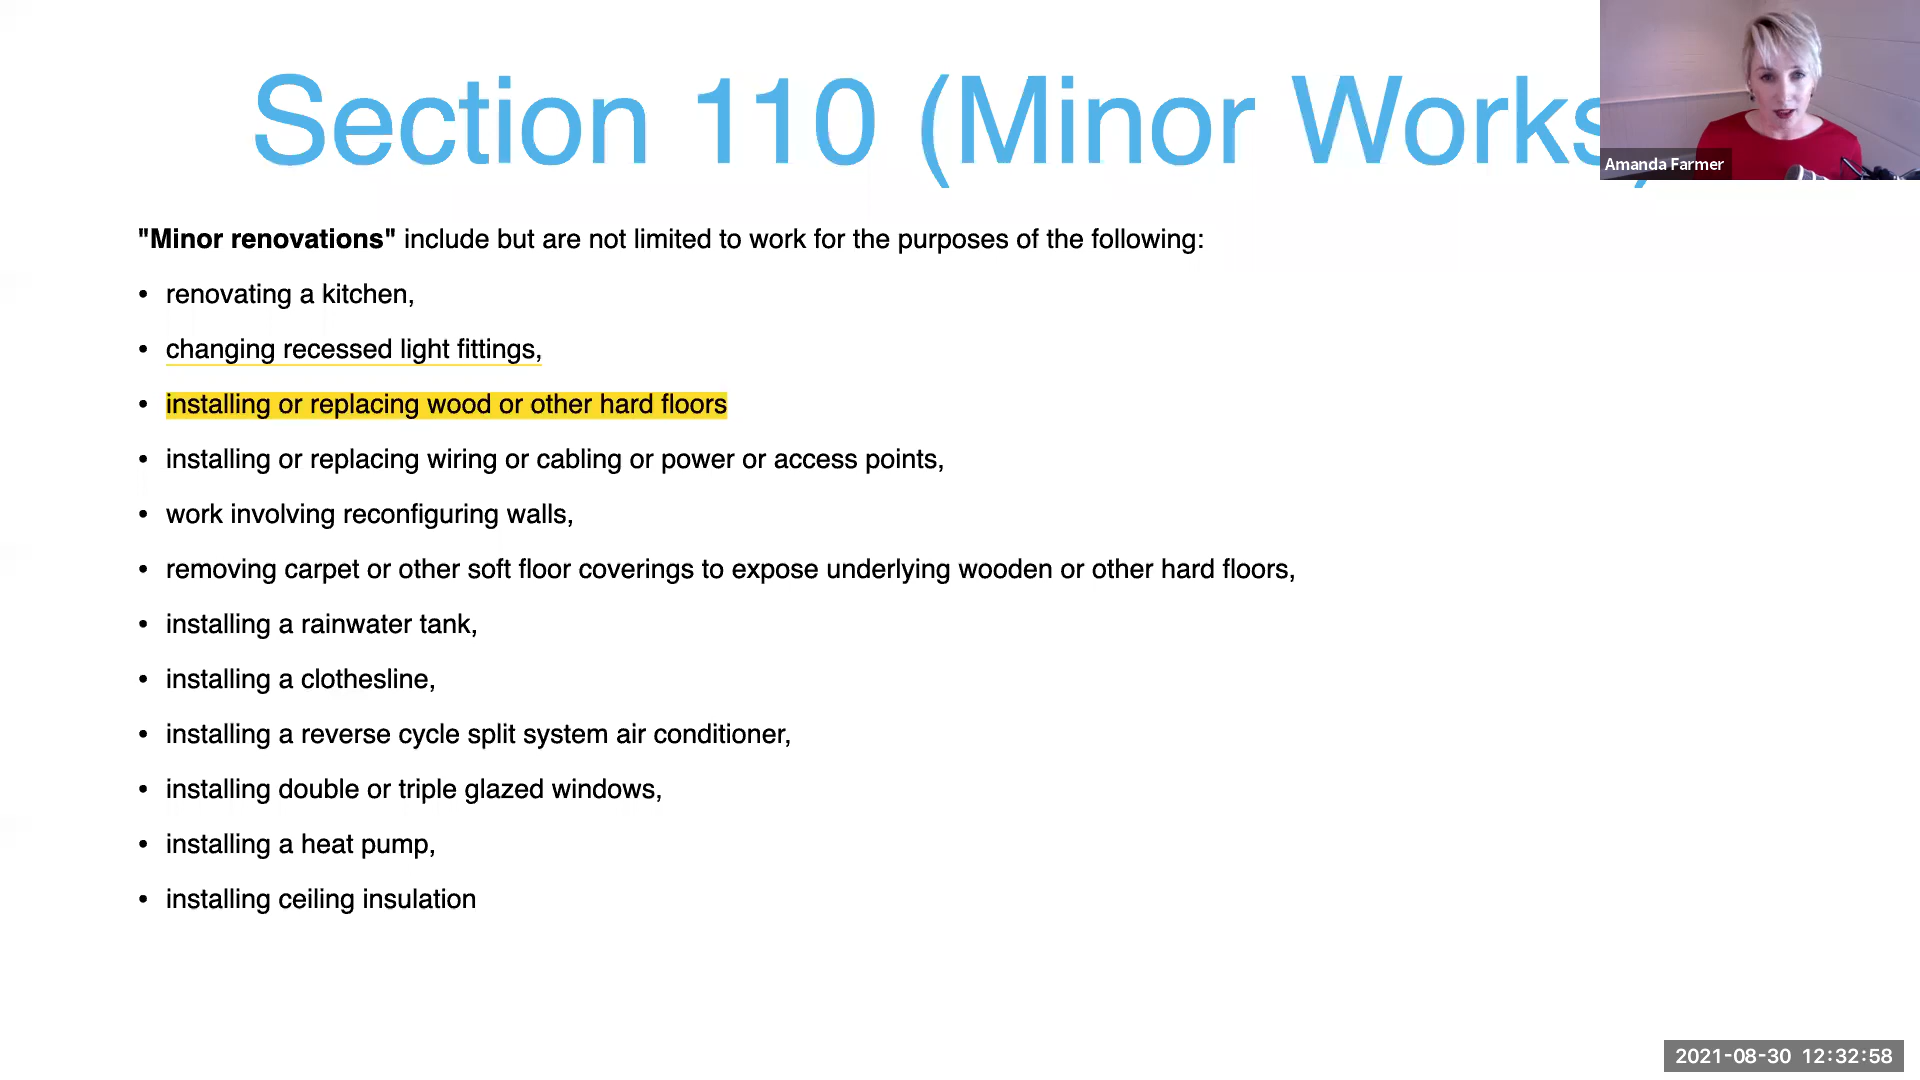 Section 110 (Minor Works
Amanda Farmer
"Minor renovations" include but are not limited to work for the purposes of the following:
• renovating a kitchen,
• changing recessed light fittings,
• installing or replacing wood or other hard floors
• installing or replacing wiring or cabling or power or access points,
• work involving reconfiguring walls,
• removing carpet or other soft floor coverings to expose underlying wooden or other hard floors,
• installing a rainwater tank,
• installing a clothesline,
• installing a reverse cycle split system air conditioner,
• installing double or triple glazed windows,
• installing a heat pump,
• installing ceiling insulation
2021-08-30 12:32:58